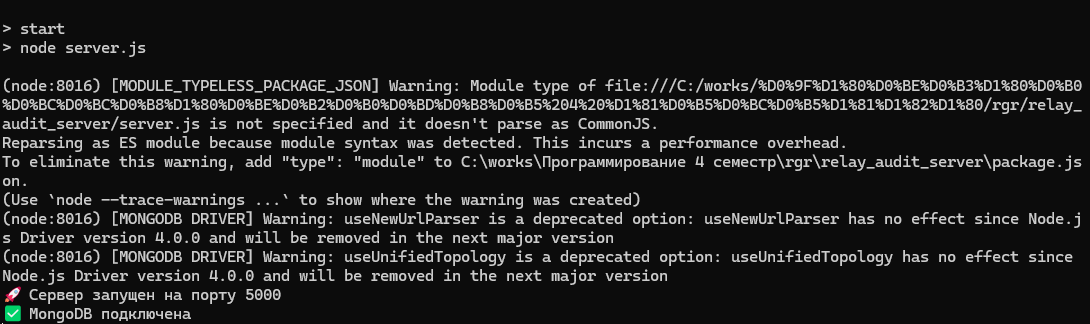 > start
> node server.js
(node:8016) [MODULE_TYPELESS_PACKAGE_JSON] Warning: Module type of file:///C:/works/%D0%9F%D1%80%D0%BE%D0%B3%D1%80%D0%B0
%D0%BC%D0%BC%D0%B8%D1%80%D0%BE%D0%B2%D0%B0%D0%BD%D0%B8%D0%B5%204%20%D1%81%D0%B5%D0%BC%D0%B5%D1%81%D1%82%D1%80/rgr/relay_
audit_server/server.js is not specified and it doesn't parse as CommonJS.
Reparsing as ES module because module syntax was detected. This incurs a performance overhead.
To eliminate this warning, add "type": "module" to C:\works\Программирование 4 семестр\rgr\relay_audit_server\package.js
on.
(Use `node --trace-warnings ...` to show where the warning was created)
(node:8016) [MONGODB DRIVER] Warning: useNewUrlParser is a deprecated option: useNewUrlParser has no effect since Node.j
s Driver version 4.0.0 and will be removed in the next major version
(node:8016) [MONGODB DRIVER] Warning: useUnifiedTopology is a deprecated option: useUnifiedTopology has no effect since
Node.js Driver version 4.0.0 and will be removed in the next major version
🚀 Сервер запущен на порту 5000
✅ MongoDB подключена